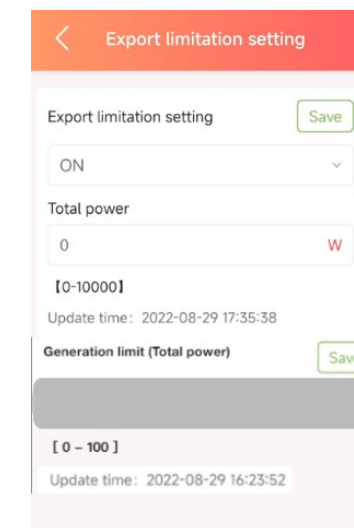 Export limitation setting
Export limitation setting Save
ON
Total power
0 W
【0-10000】
Update time：2022-08-29 17:35:38
Generation limit (Total power) Save
[ 0 – 100 ]
Update time：2022-08-29 16:23:52